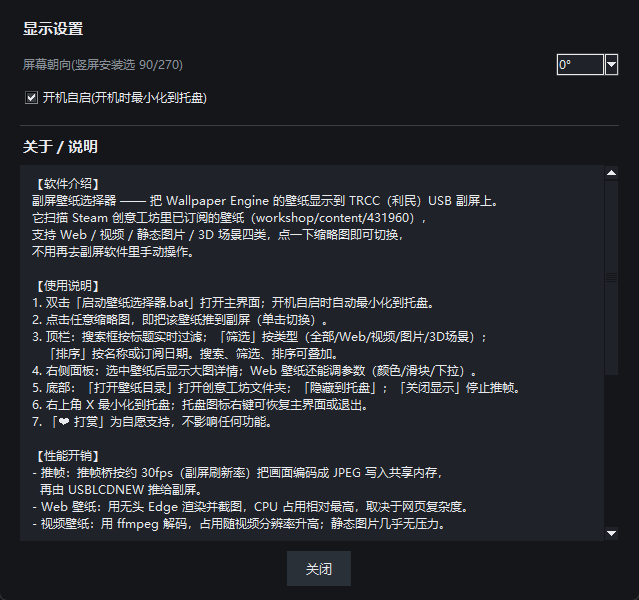 显示设置
屏幕朝向(竖屏安装选 90/270)
0°
开机自启(开机时最小化到托盘)
关于 / 说明
【软件介绍】
副屏壁纸选择器 —— 把 Wallpaper Engine 的壁纸显示到 TRCC（利民）USB 副屏上。
它扫描 Steam 创意工坊里已订阅的壁纸（workshop/content/431960），
支持 Web / 视频 / 静态图片 / 3D 场景四类，点一下缩略图即可切换，
不用再去副屏软件里手动操作。
【使用说明】
1. 双击「启动壁纸选择器.bat」打开主界面；开机自启时自动最小化到托盘。
2. 点击任意缩略图，即把该壁纸推到副屏（单击切换）。
3. 顶栏：搜索框按标题实时过滤；「筛选」按类型（全部/Web/视频/图片/3D场景）；
「排序」按名称或订阅日期。搜索、筛选、排序可叠加。
4. 右侧面板：选中壁纸后显示大图详情；Web 壁纸还能调参数（颜色/滑块/下拉）。
5. 底部：「打开壁纸目录」打开创意工坊文件夹；「隐藏到托盘」；「关闭显示」停止推帧。
6. 右上角 X 最小化到托盘；托盘图标右键可恢复主界面或退出。
7. 「❤ 打赏」为自愿支持，不影响任何功能。
【性能开销】
- 推帧：推帧桥按约 30fps（副屏刷新率）把画面编码成 JPEG 写入共享内存，
再由 USBLCDNEW 推给副屏。
- Web 壁纸：用无头 Edge 渲染并截图，CPU 占用相对最高，取决于网页复杂度。
- 视频壁纸：用 ffmpeg 解码，占用随视频分辨率升高；静态图片几乎无压力。
关闭